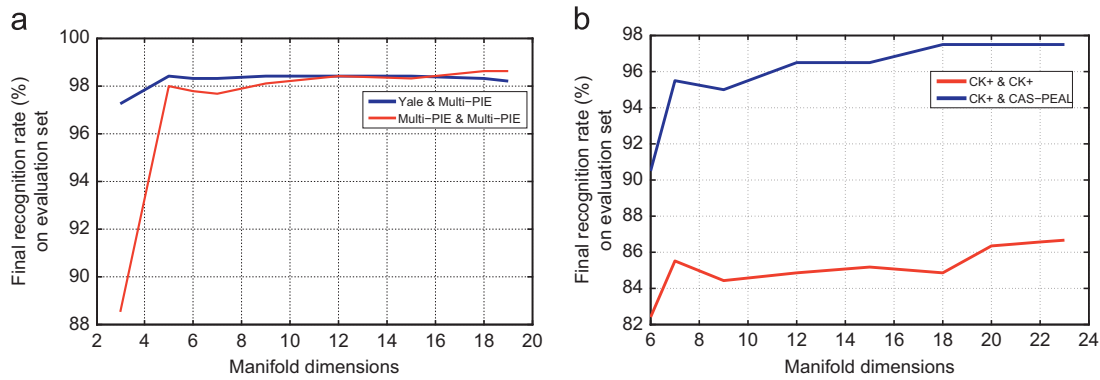 a
Final recognition rate (%)
on evaluation set
100
98
96
94
92
90
88
2 4 6 8 10 12 14 16 18 20
Manifold dimensions
Yale & Multi−PIE
Multi−PIE & Multi−PIE
b
Final recognition rate (%)
on evaluation set
98
96
94
92
90
88
86
84
82
6 8 10 12 14 16 18 20 22 24
Manifold dimensions
CK+ & CK+
CK+ & CAS−PEAL